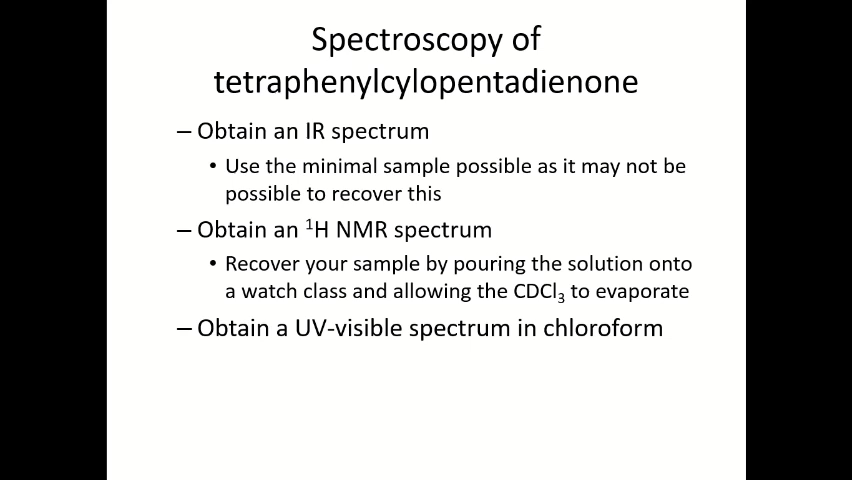 Spectroscopy of
tetraphenylcylopentadienone
– Obtain an IR spectrum
• Use the minimal sample possible as it may not be
possible to recover this
– Obtain an ¹H NMR spectrum
• Recover your sample by pouring the solution onto
a watch class and allowing the CDCl₃ to evaporate
– Obtain a UV-visible spectrum in chloroform